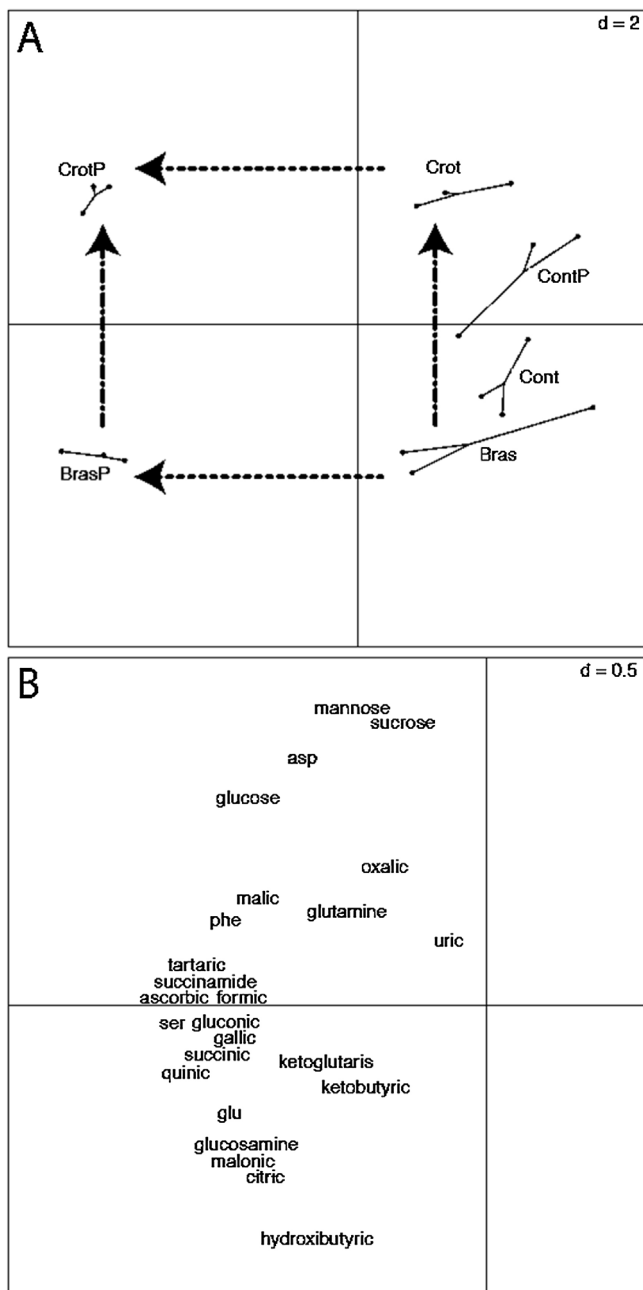 A
d = 2
CrotP
Crot
ContP
Cont
BrasP
Bras
B
d = 0.5
mannose
sucrose
asp
glucose
oxalic
malic
glutamine
phe
uric
tartaric
succinamide
ascorbic formic
ser gluconic
gallic
succinic
ketoglutaris
quinic
ketobutyric
glu
glucosamine
malonic
citric
hydroxibutyric